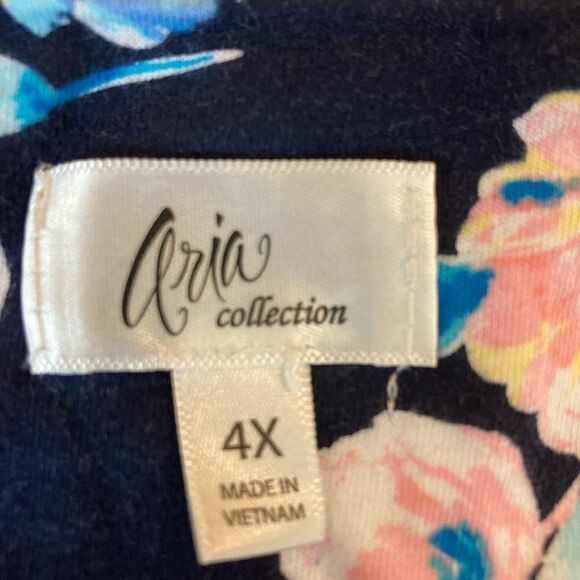 aria
collection
4X
MADE IN
VIETNAM